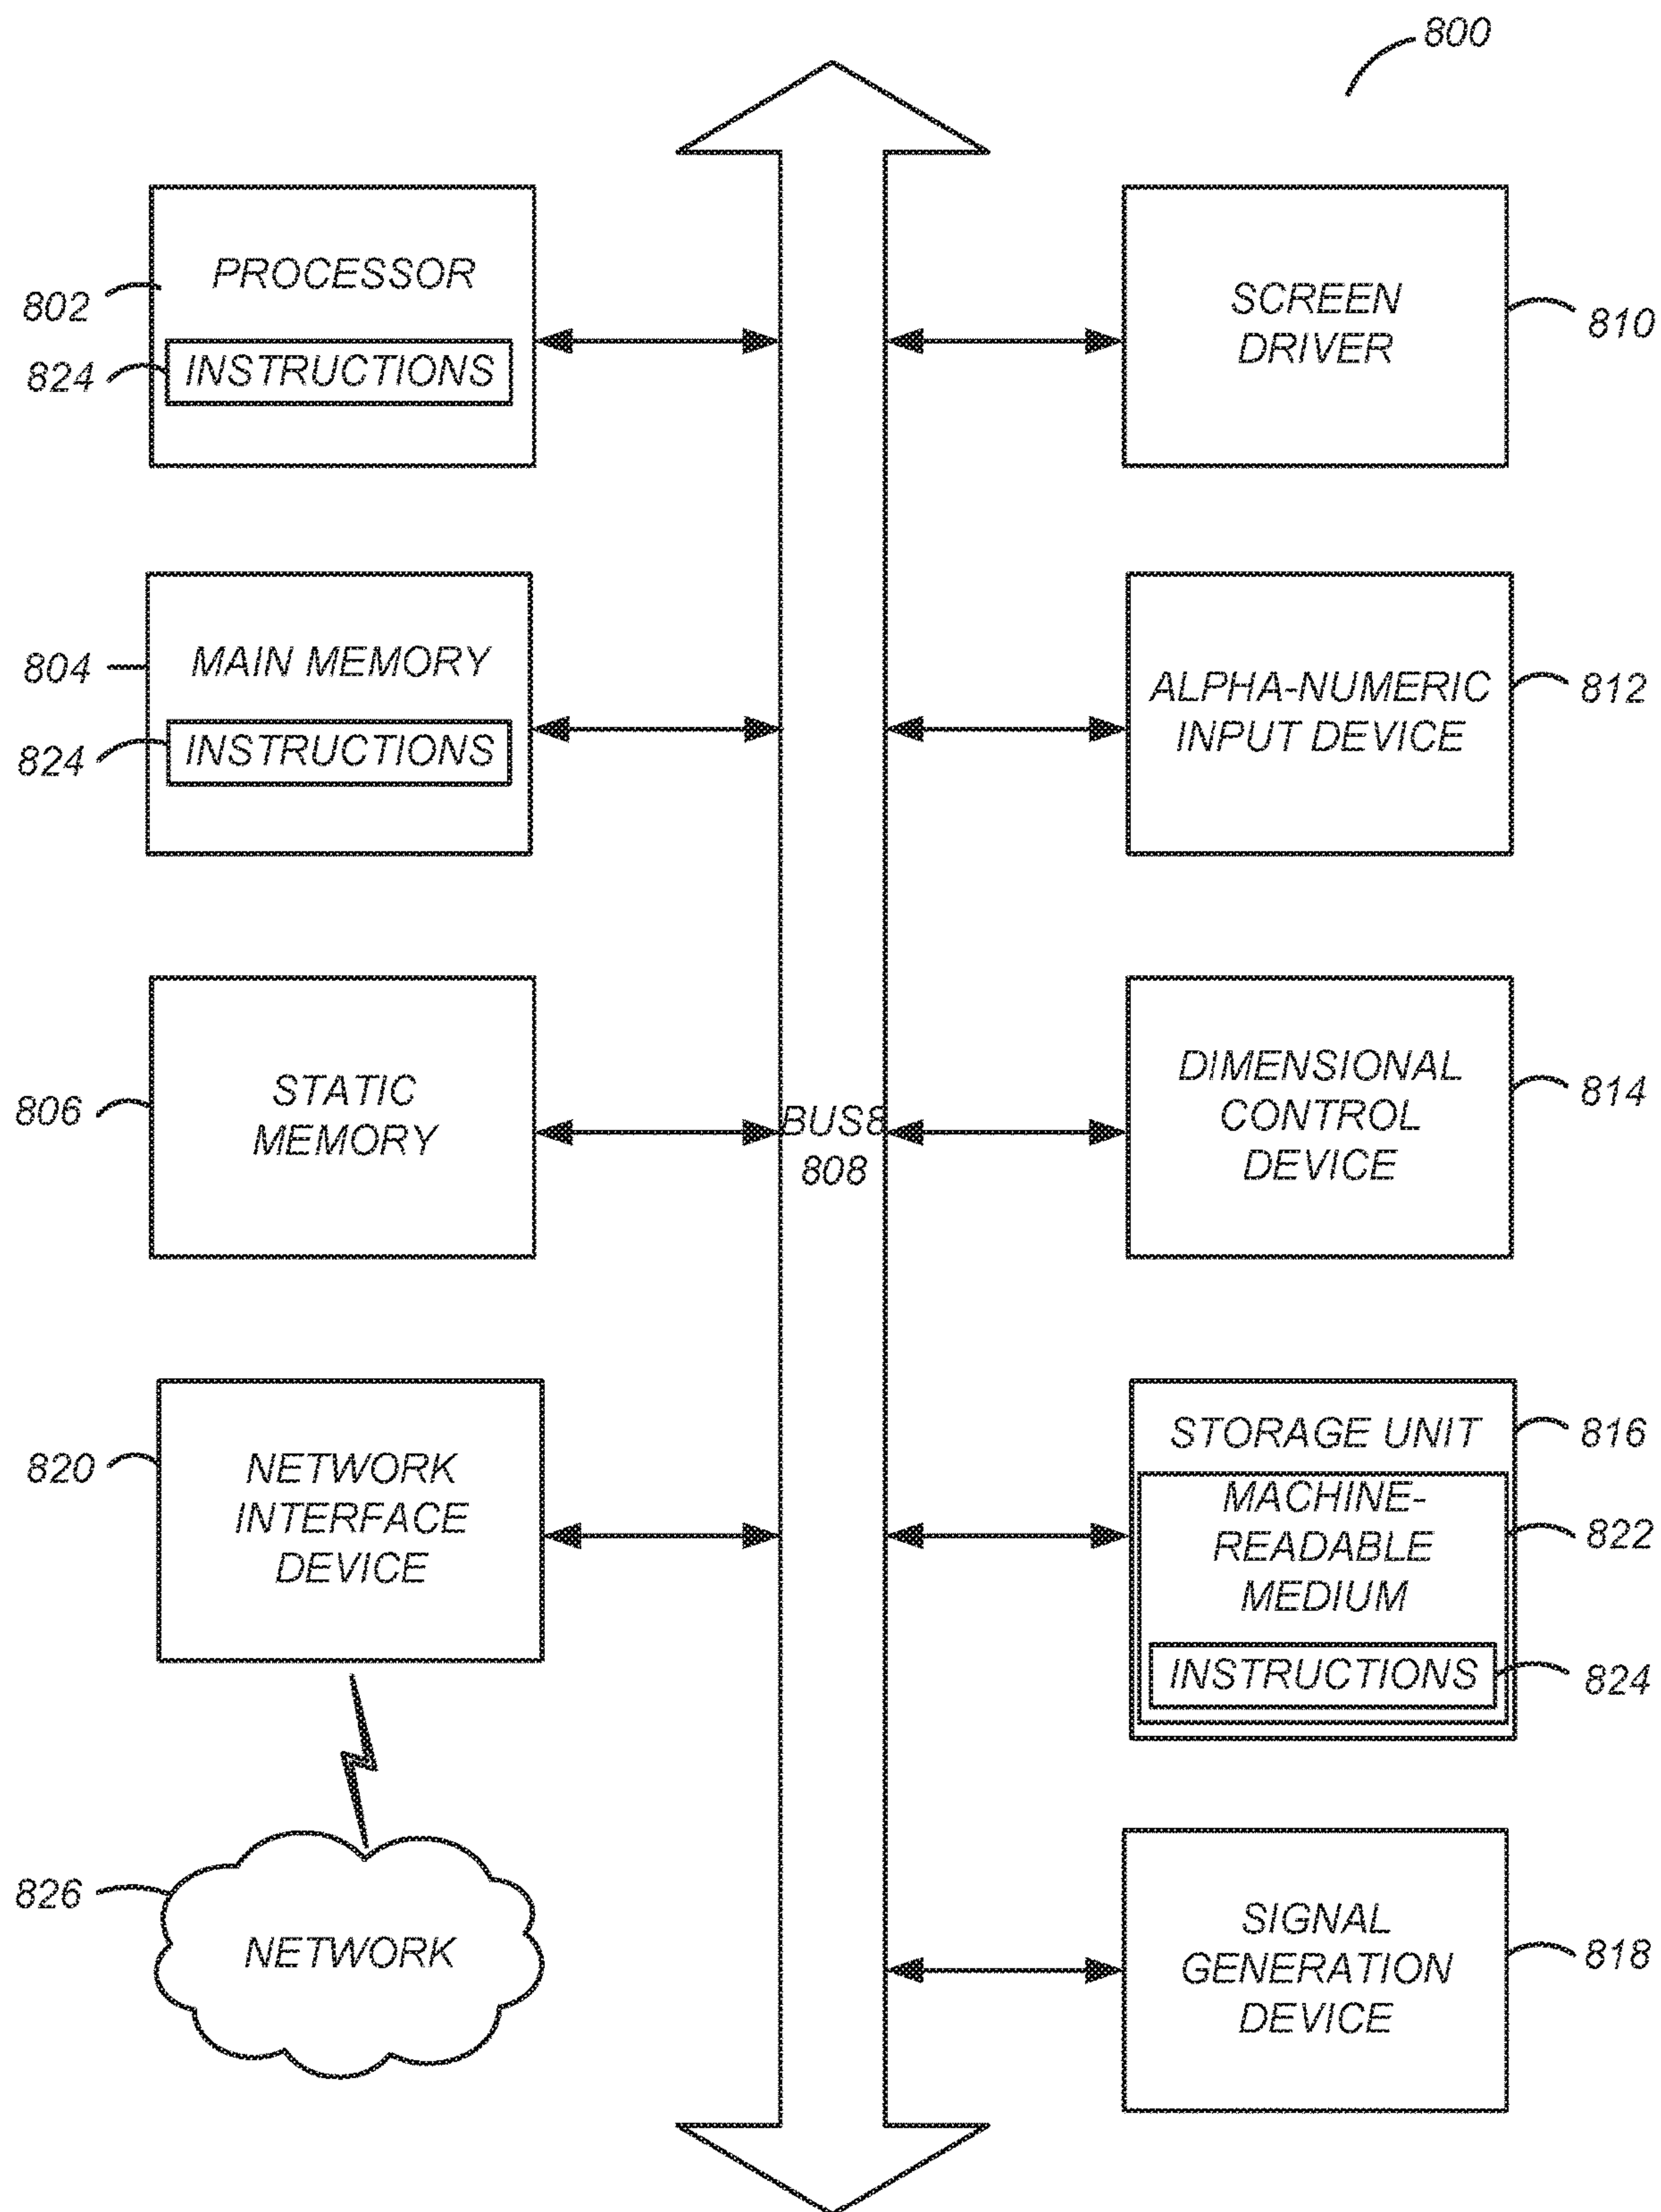 800
PROCESSOR
802
824
INSTRUCTIONS
SCREEN
DRIVER
810
804
MAIN MEMORY
824
INSTRUCTIONS
ALPHA-NUMERIC
INPUT DEVICE
812
806
STATIC
MEMORY
BUS8
808
DIMENSIONAL
CONTROL
DEVICE
814
820
NETWORK
INTERFACE
DEVICE
STORAGE UNIT
816
MACHINE-
READABLE
MEDIUM
822
INSTRUCTIONS
824
826
NETWORK
SIGNAL
GENERATION
DEVICE
818